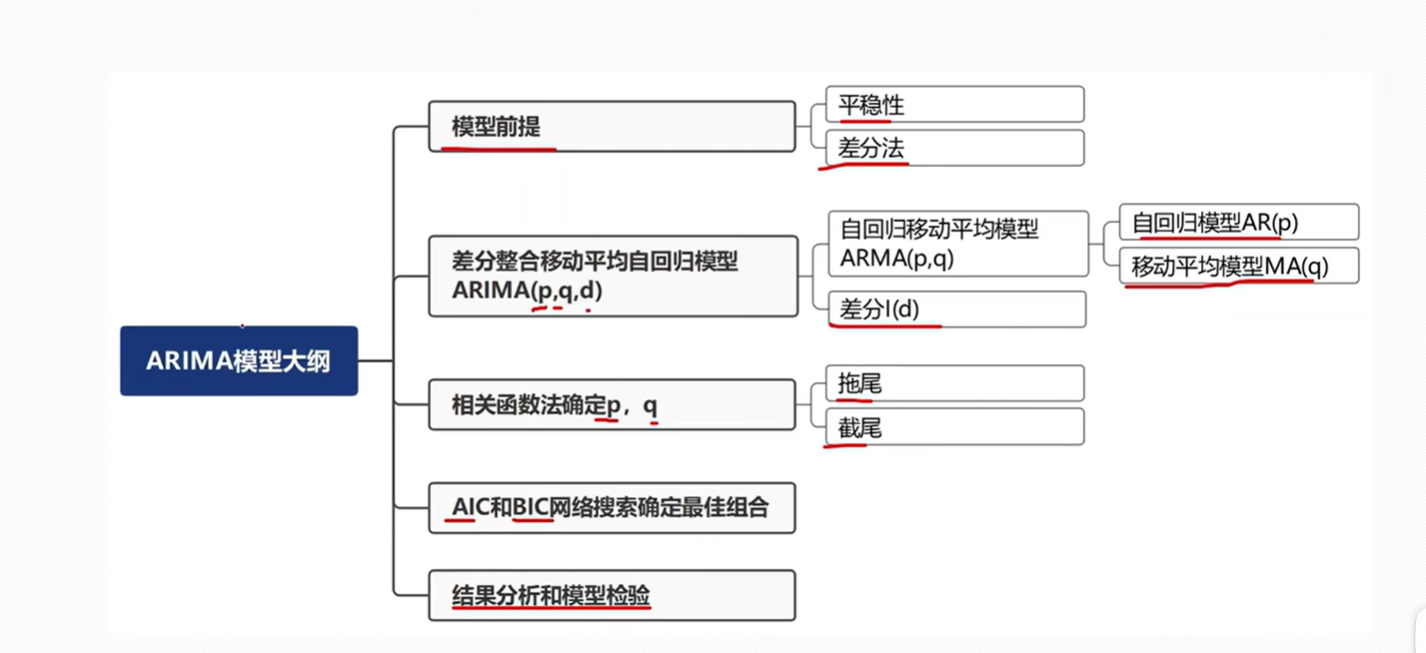 模型前提
平稳性
差分法
差分整合移动平均自回归模型
ARIMA(p,q,d)
自回归移动平均模型
ARMA(p,q)
自回归模型AR(p)
移动平均模型MA(q)
差分I(d)
ARIMA模型大纲
相关函数法确定p，q
拖尾
截尾
AIC和BIC网络搜索确定最佳组合
结果分析和模型检验